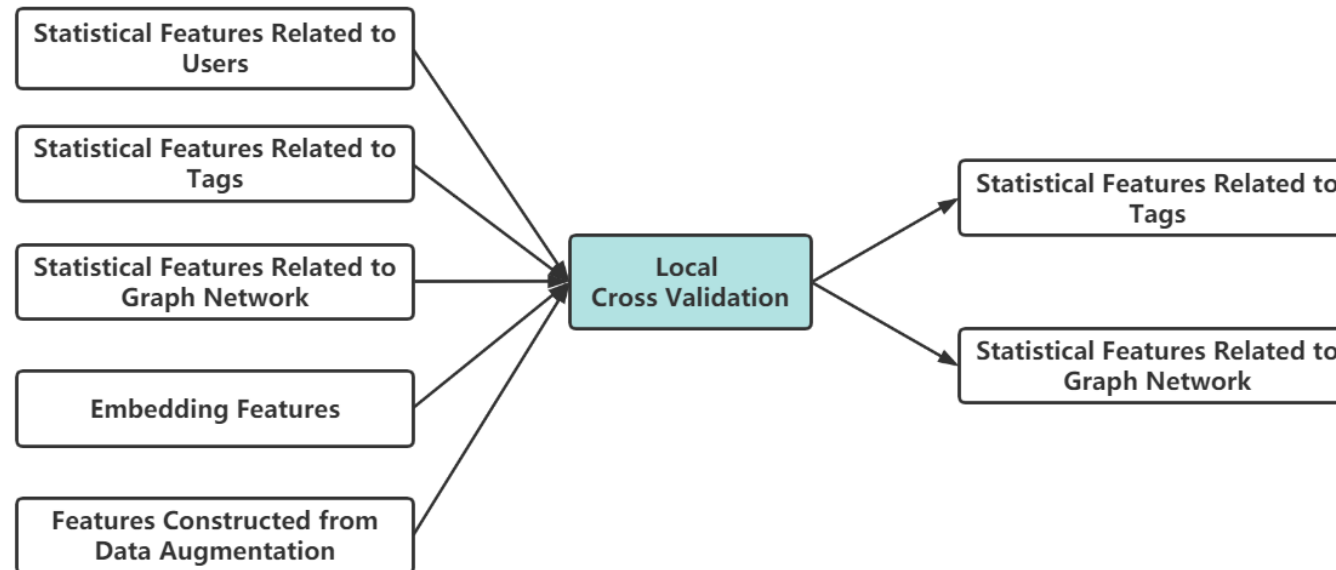 Statistical Features Related to
Users
Statistical Features Related to
Tags
Statistical Features Related to
Graph Network
Embedding Features
Features Constructed from
Data Augmentation
Local
Cross Validation
Statistical Features Related to
Tags
Statistical Features Related to
Graph Network